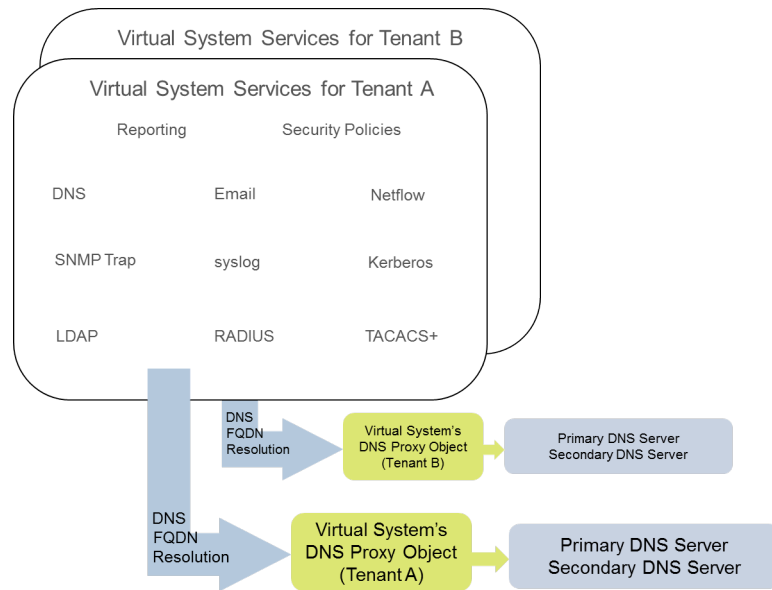 Virtual System Services for Tenant B
Virtual System Services for Tenant A
Reporting Security Policies
DNS Email Netflow
SNMP Trap syslog Kerberos
LDAP RADIUS TACACS+
DNS
FQDN
Resolution
Virtual System's
DNS Proxy Object
(Tenant B)
Primary DNS Server
Secondary DNS Server
DNS
FQDN
Resolution
Virtual System's
DNS Proxy Object
(Tenant A)
Primary DNS Server
Secondary DNS Server